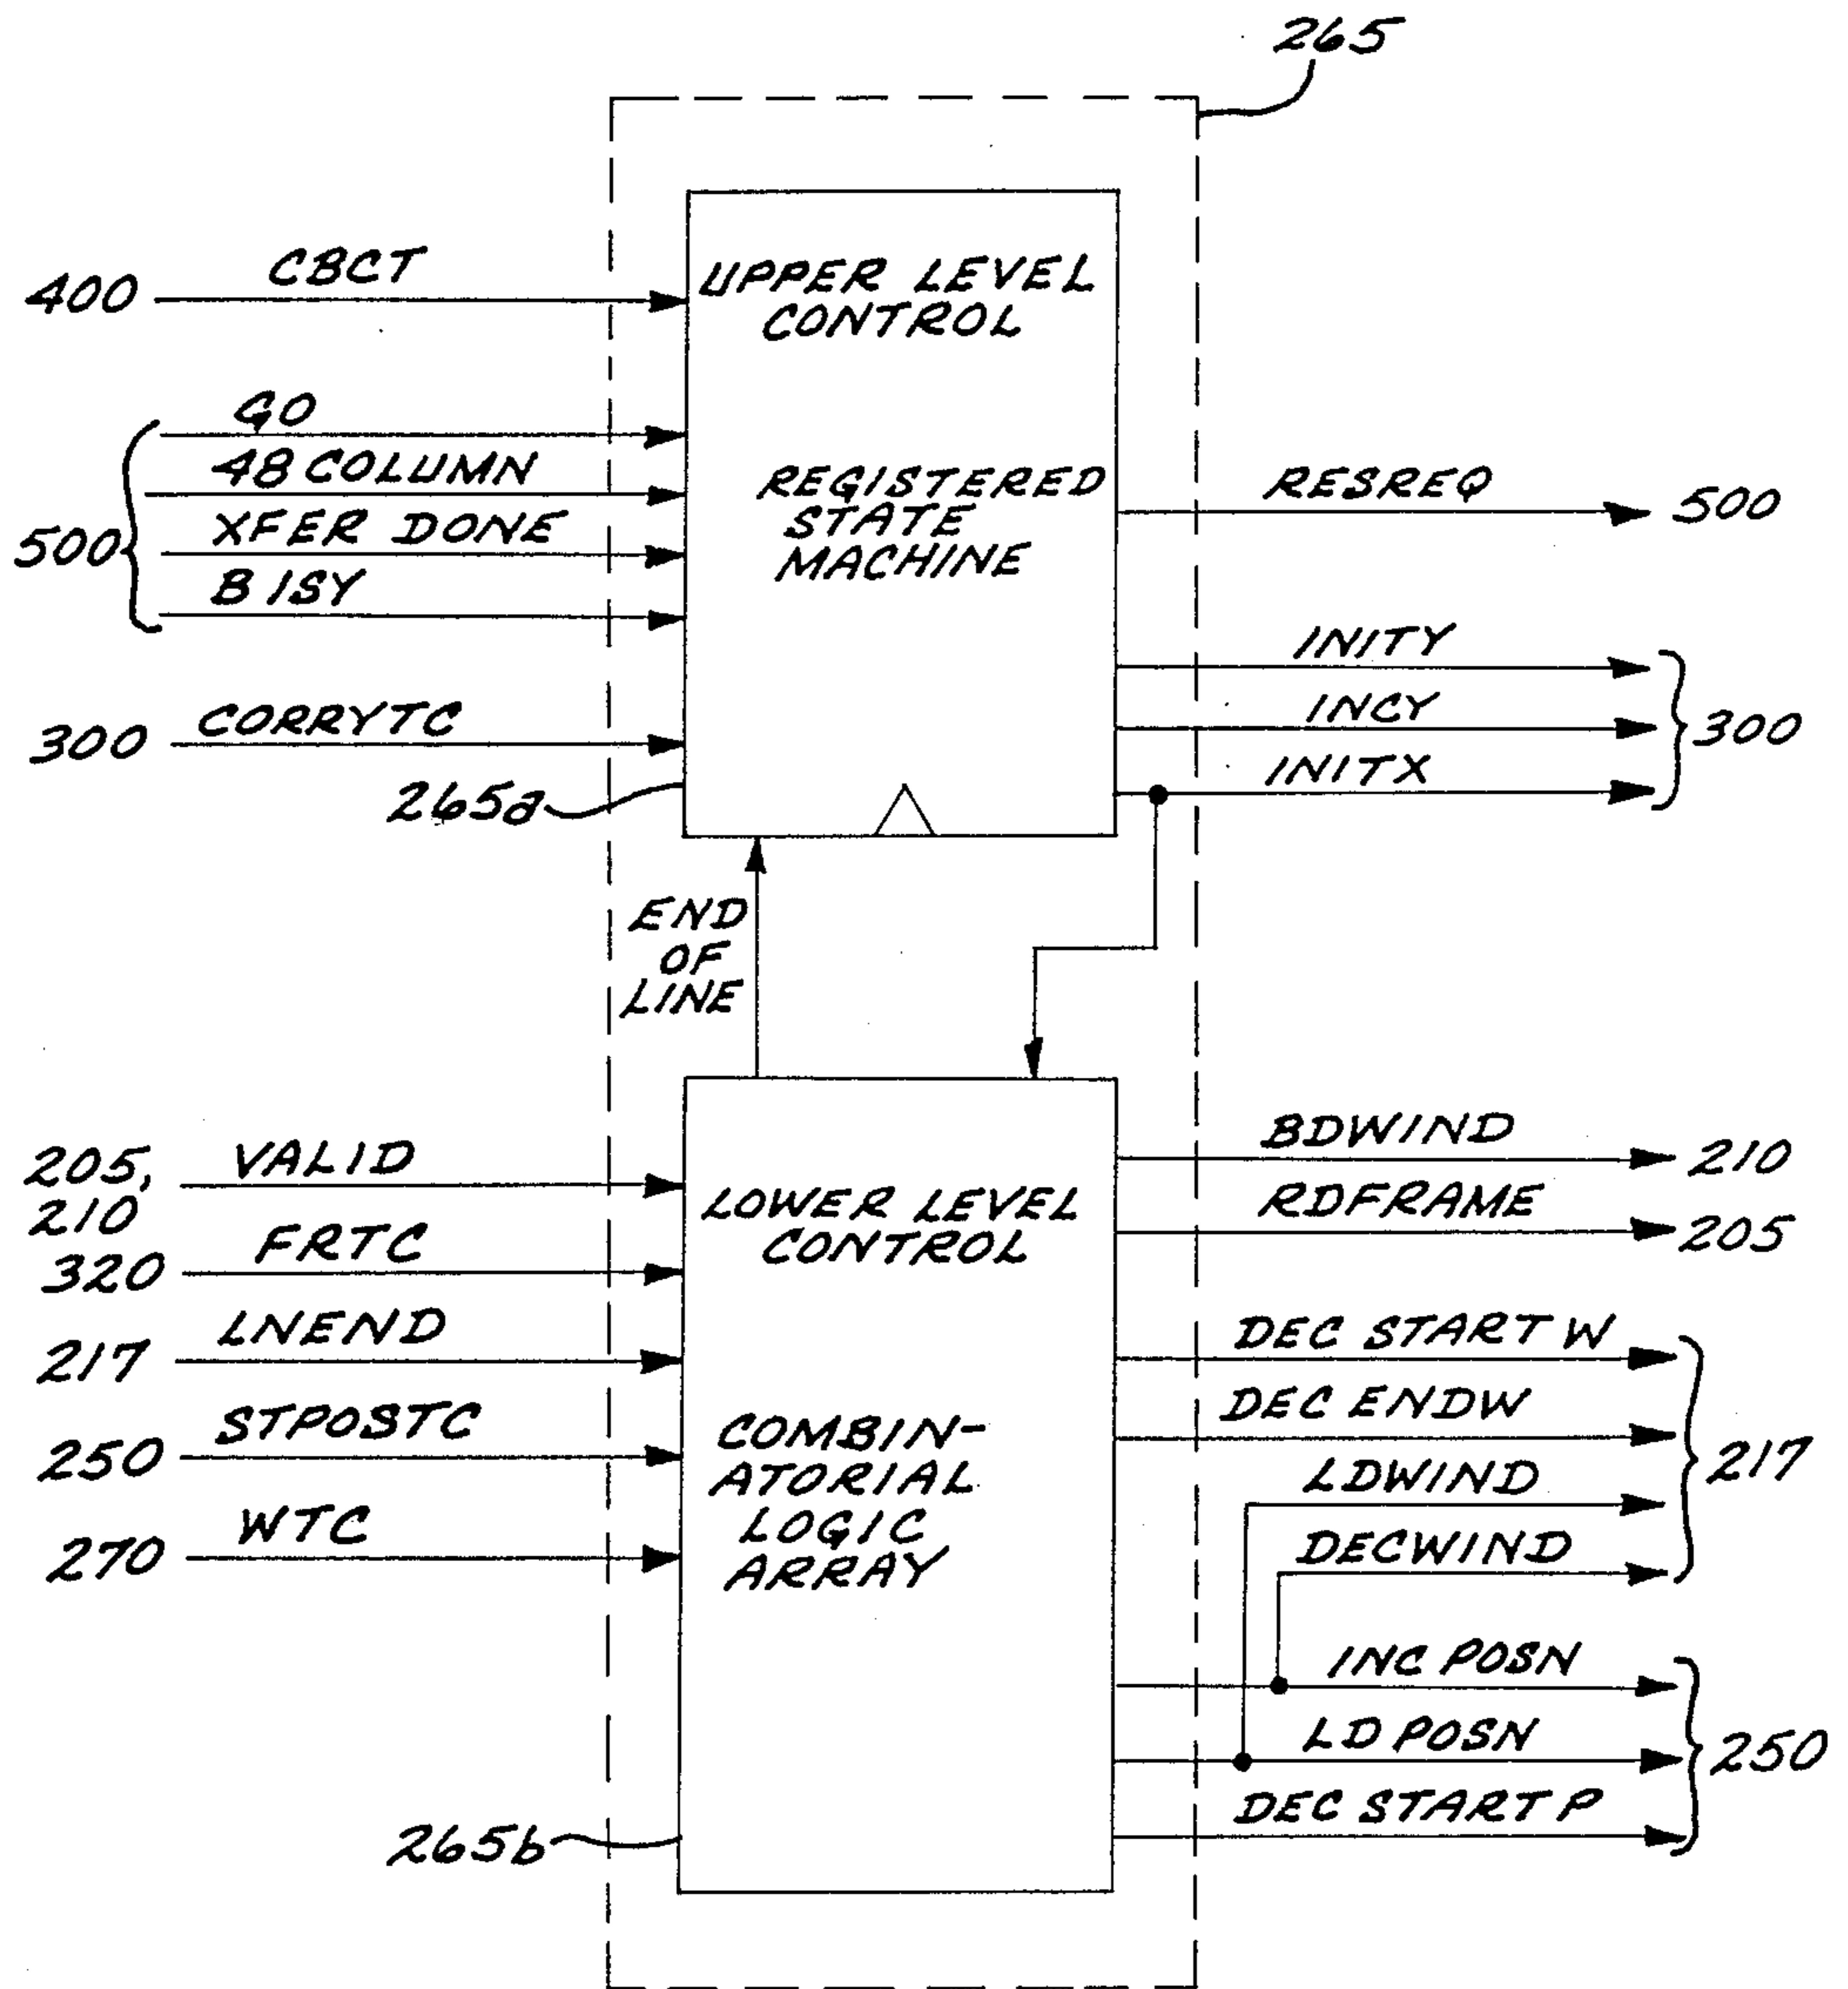 265
400
CBCT
UPPER LEVEL
CONTROL
GO
48 COLUMN
XFER DONE
B ISY
500
REGISTERED
STATE
MACHINE
RESREQ
500
INITY
INCY
INITX
300
300
CORRYTC
265a
END
OF
LINE
205,
210
VALID
320
FRTC
217
LNEND
250
STPOSTC
270
WTC
LOWER LEVEL
CONTROL
COMBIN-
ATORIAL
LOGIC
ARRAY
BDWIND
210
RDFRAME
205
DEC START W
DEC ENDW
LDWIND
DECWIND
217
INC POSN
LD POSN
DEC START P
250
265b